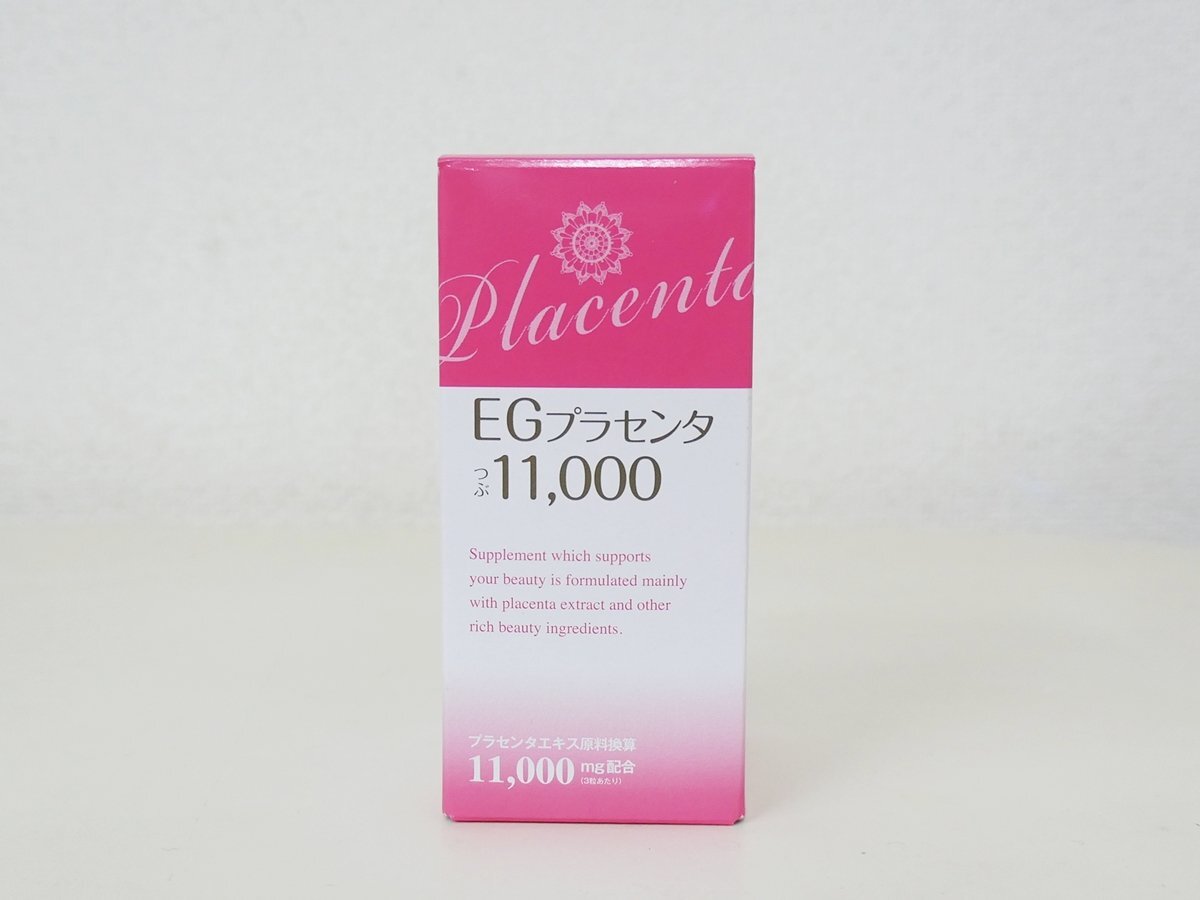 Placenta
EGプラセンタ
つぶ 11,000
Supplement which supports
your beauty is formulated mainly
with placenta extract and other
rich beauty ingredients.
プラセンタエキス原料換算
11,000 mg配合
(3粒あたり)